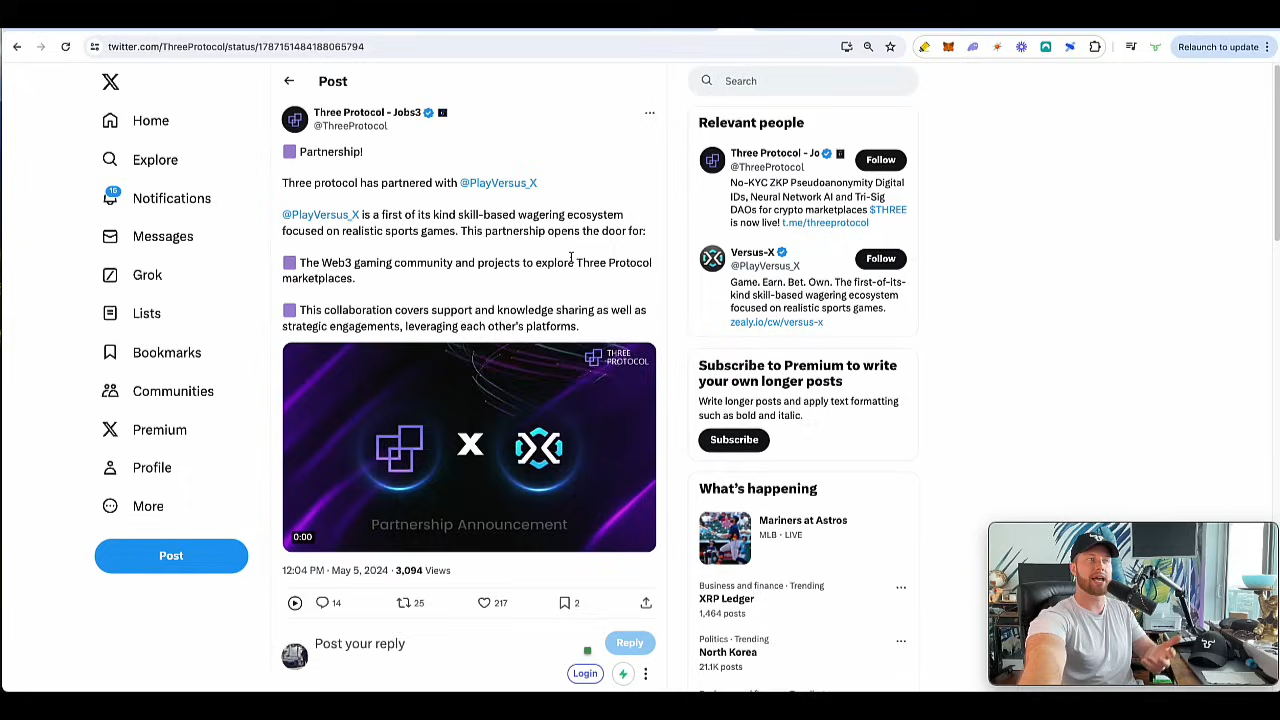 twitter.com/ThreeProtocol/status/1787151484188065794
Relaunch to update
Home
Explore
16
Notifications
Messages
Grok
Lists
Bookmarks
Communities
Premium
Profile
More
Post
Post
Three Protocol - Jobs3
@ThreeProtocol
Partnership!
Three protocol has partnered with @PlayVersus_X
@PlayVersus_X is a first of its kind skill-based wagering ecosystem
focused on realistic sports games. This partnership opens the door for:
The Web3 gaming community and projects to explore Three Protocol
marketplaces.
This collaboration covers support and knowledge sharing as well as
strategic engagements, leveraging each other's platforms.
THREE
PROTOCOL
X
Partnership Announcement
0:00
12:04 PM · May 5, 2024 · 3,094 Views
14
25
217
2
Post your reply
Reply
Login
Search
Relevant people
Three Protocol - Jo
@ThreeProtocol
Follow
No-KYC ZKP Pseudoanonymity Digital
IDs, Neural Network AI and Tri-Sig
DAOs for crypto marketplaces $THREE
is now live! t.me/threeprotocol
Versus-X
@PlayVersus_X
Follow
Game. Earn. Bet. Own. The first-of-its-
kind skill-based wagering ecosystem
focused on realistic sports games.
zealy.io/cw/versus-x
Subscribe to Premium to write
your own longer posts
Write longer posts and apply text formatting
such as bold and italic.
Subscribe
What's happening
Mariners at Astros
MLB · LIVE
Business and finance · Trending
XRP Ledger
1,464 posts
Politics · Trending
North Korea
21.1K posts